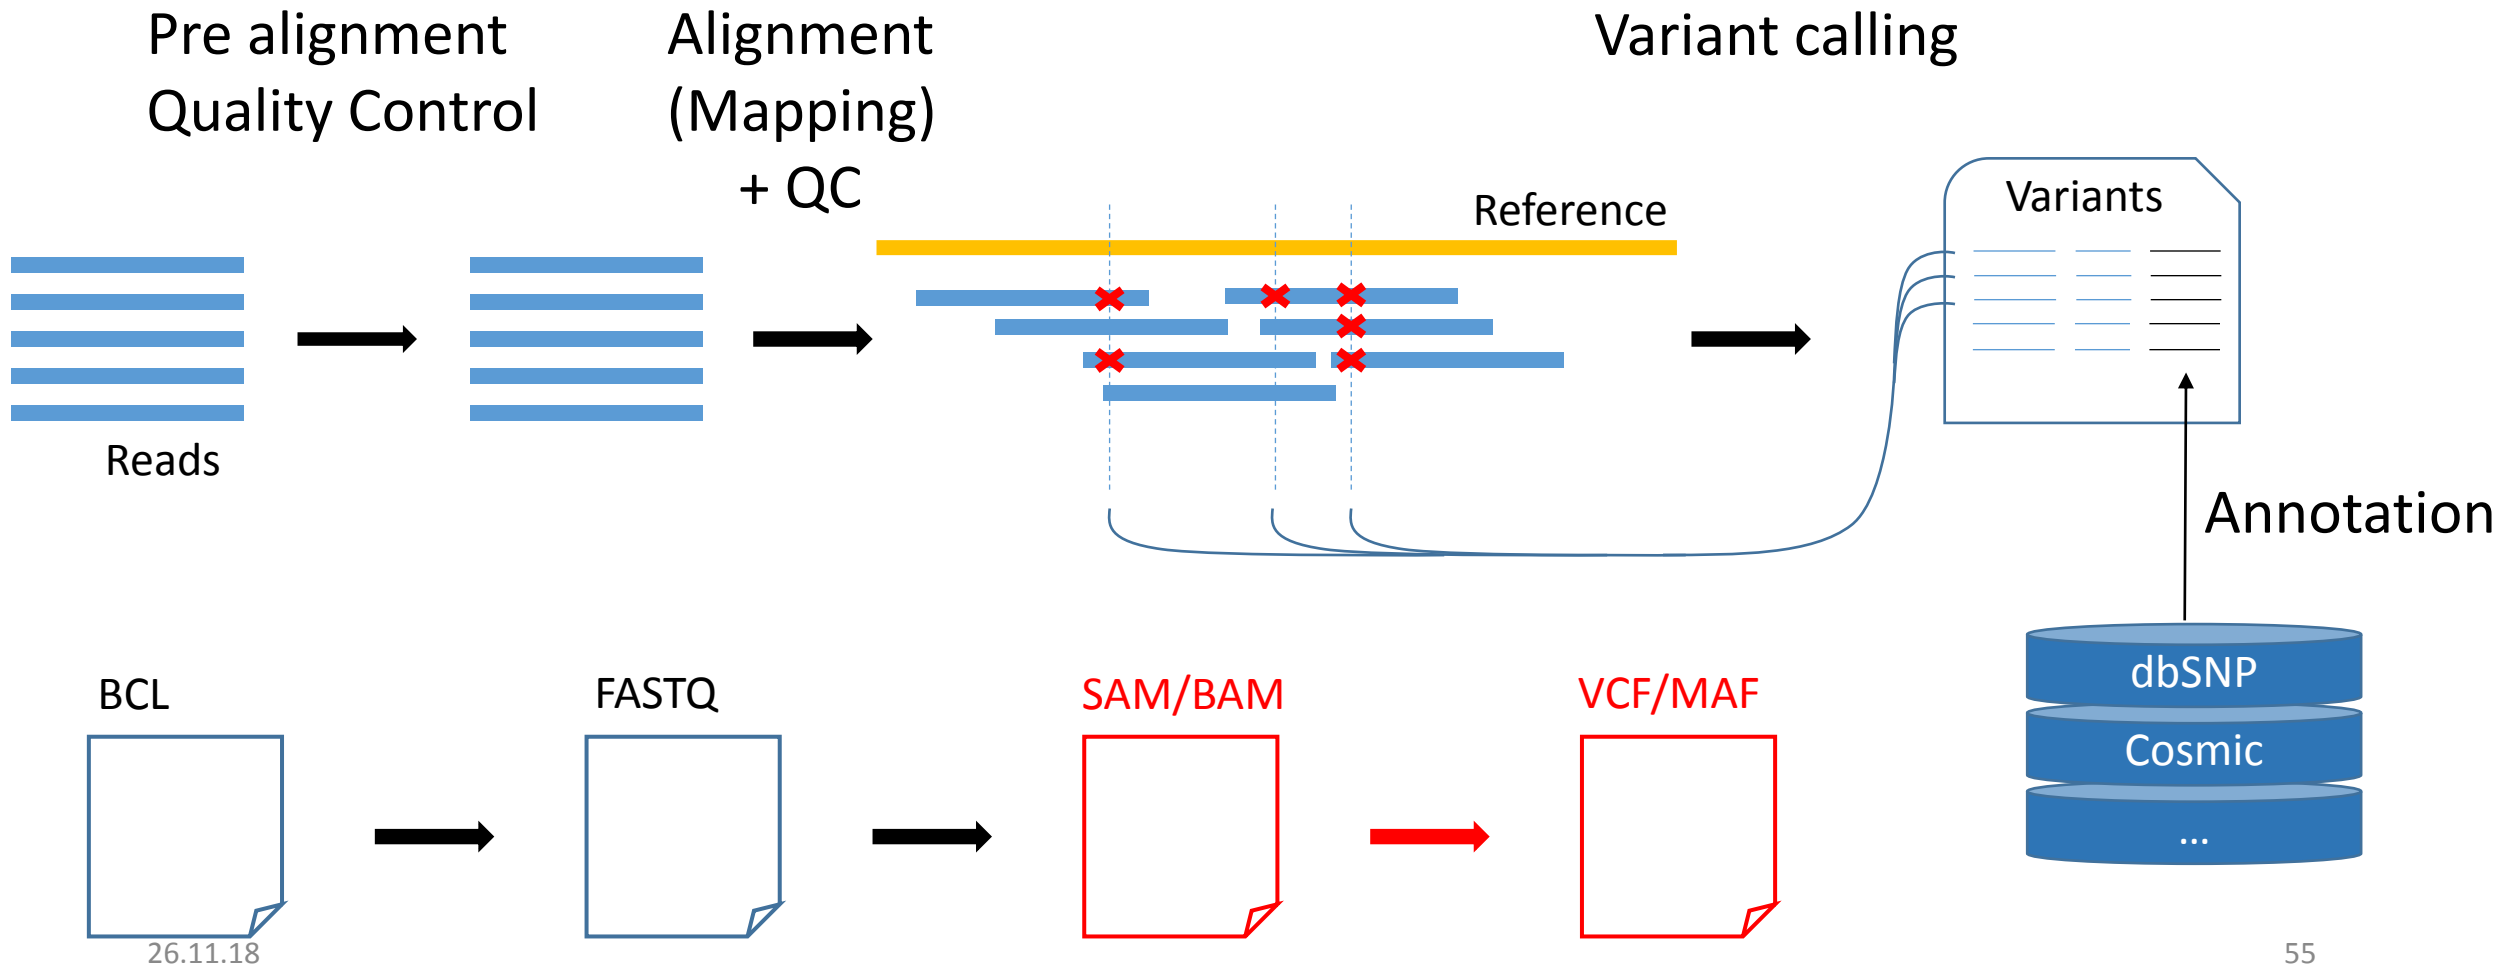 Pre alignment
Quality Control
Alignment
(Mapping)
+ QC
Variant calling
Reference
Variants
Reads
Annotation
BCL
FASTQ
SAM/BAM
VCF/MAF
dbSNP
Cosmic
...
26.11.18
55